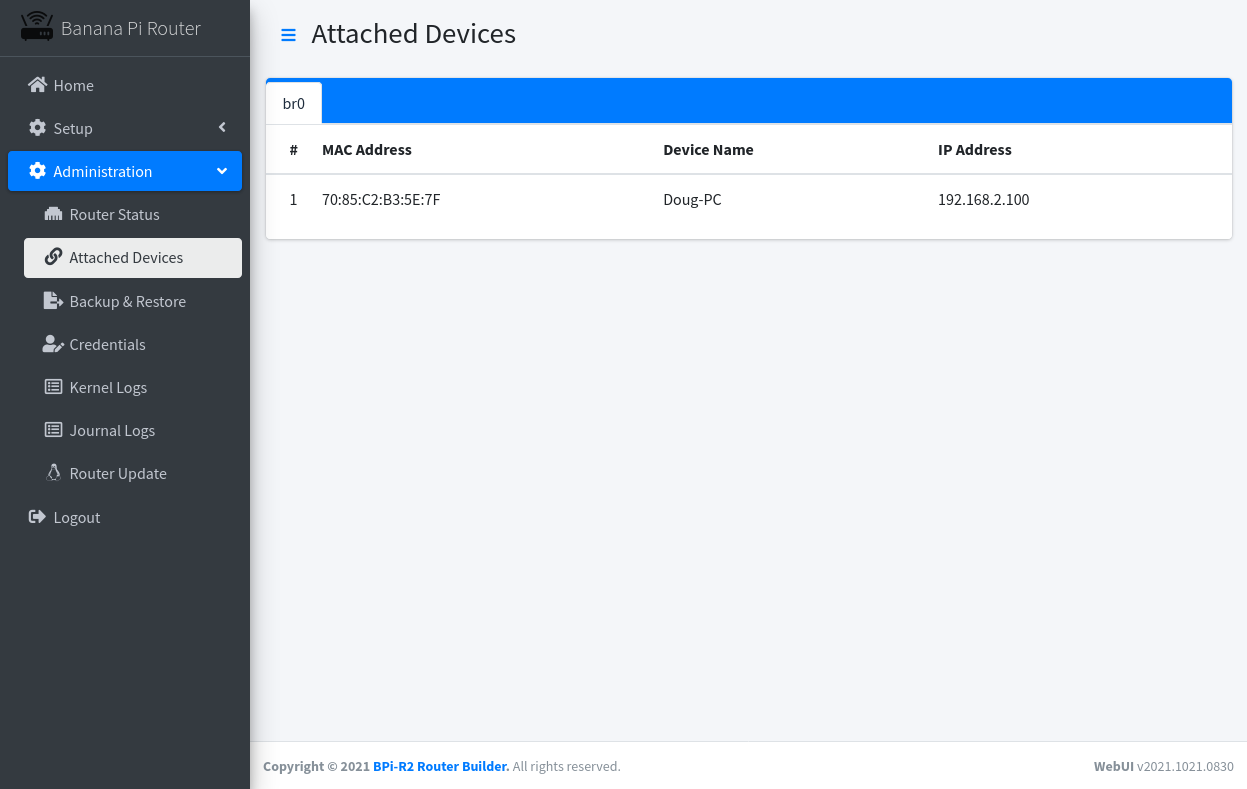 Banana Pi Router
Home
Setup
Administration
Router Status
Attached Devices
Backup & Restore
Credentials
Kernel Logs
Journal Logs
Router Update
Logout
Attached Devices
br0
# MAC Address Device Name IP Address
1 70:85:C2:B3:5E:7F Doug-PC 192.168.2.100
Copyright © 2021 BPi-R2 Router Builder. All rights reserved. WebUI v2021.1021.0830